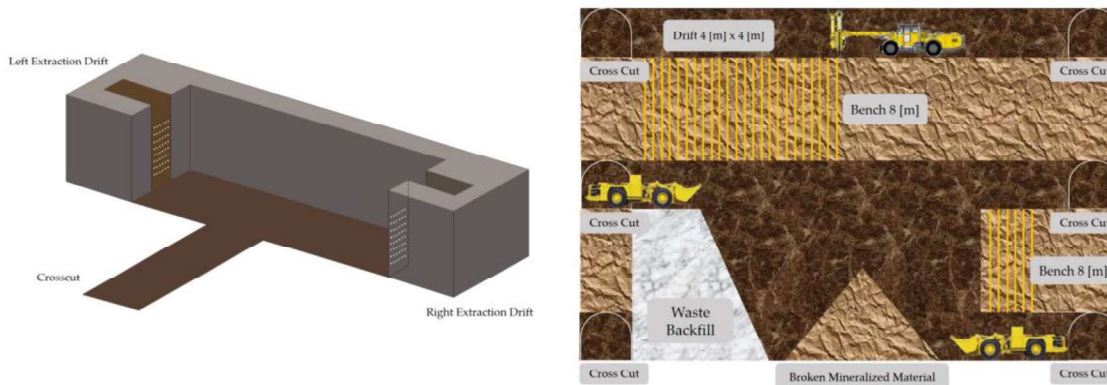 Left Extraction Drift
Crosscut
Right Extraction Drift
Drift 4 [m] x 4 [m]
Cross Cut
Cross Cut
Bench 8 [m]
Cross Cut
Cross Cut
Bench 8 [m]
Waste
Backfill
Cross Cut
Broken Mineralized Material
Cross Cut